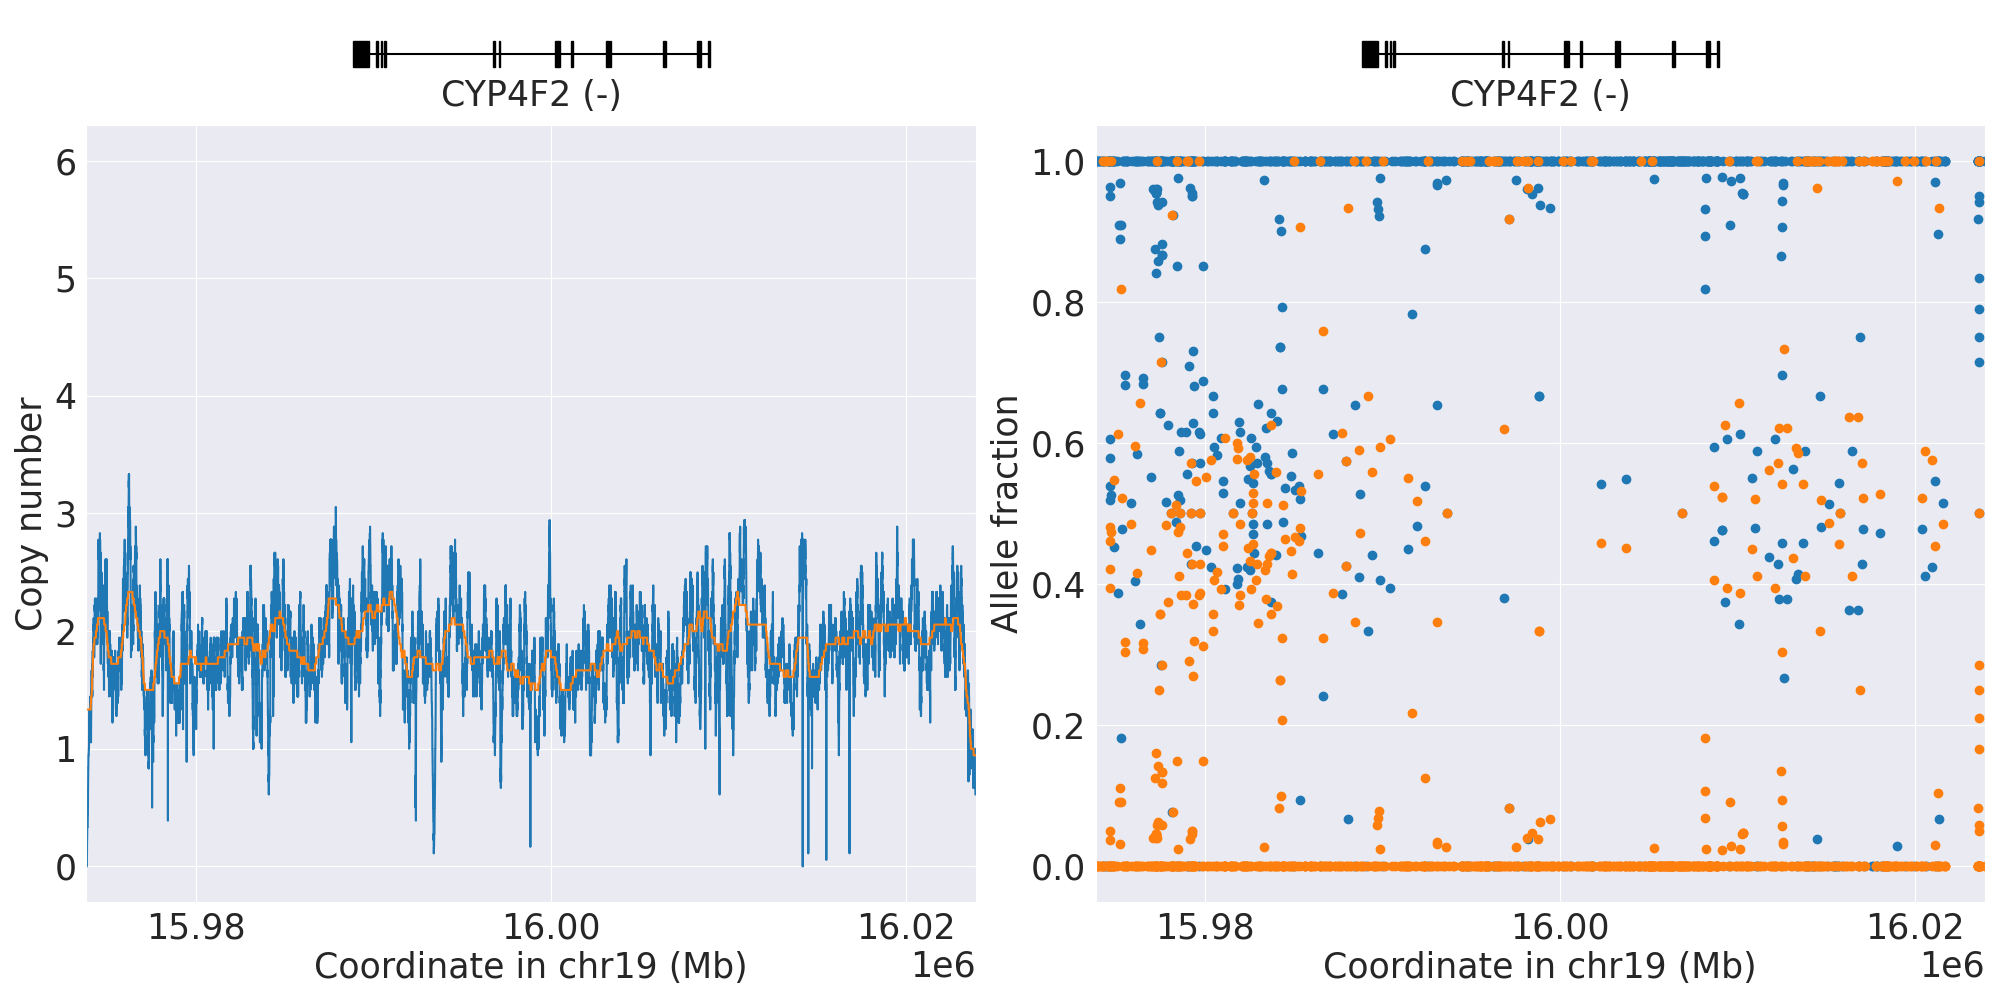 CYP4F2 (-)
CYP4F2 (-)
Copy number
6
5
4
3
2
1
0
15.98
16.00
16.02
Coordinate in chr19 (Mb)
1e6
Allele fraction
1.0
0.8
0.6
0.4
0.2
0.0
15.98
16.00
16.02
Coordinate in chr19 (Mb)
1e6